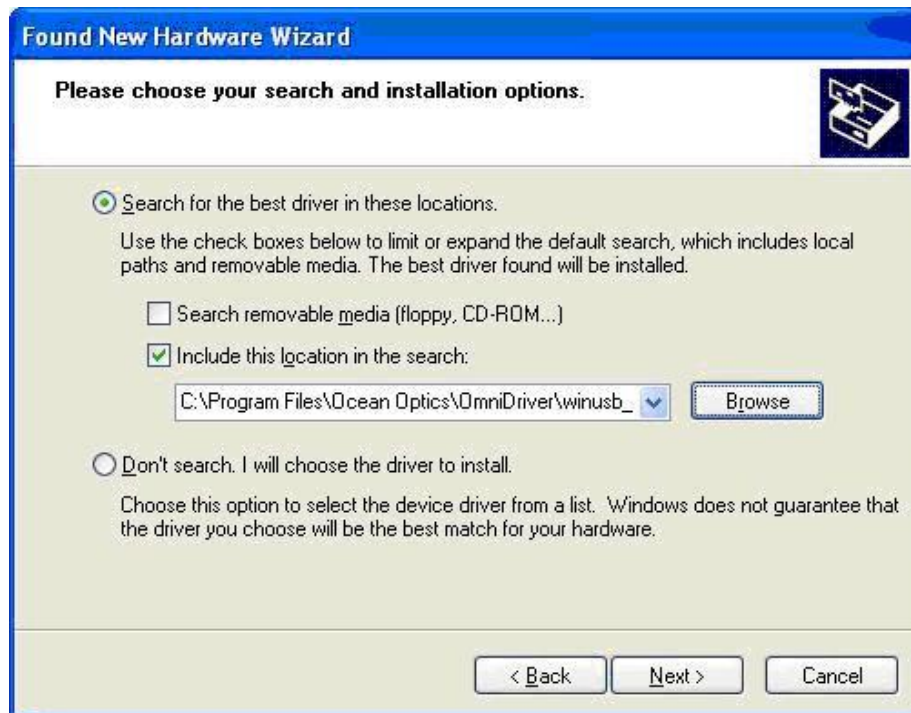 Found New Hardware Wizard
Please choose your search and installation options.
Search for the best driver in these locations.
Use the check boxes below to limit or expand the default search, which includes local
paths and removable media. The best driver found will be installed.
Search removable media (floppy, CD-ROM...)
Include this location in the search:
C:\Program Files\Ocean Optics\OmniDriver\winusb_
Browse
Don't search. I will choose the driver to install.
Choose this option to select the device driver from a list. Windows does not guarantee that
the driver you choose will be the best match for your hardware.
< Back
Next >
Cancel